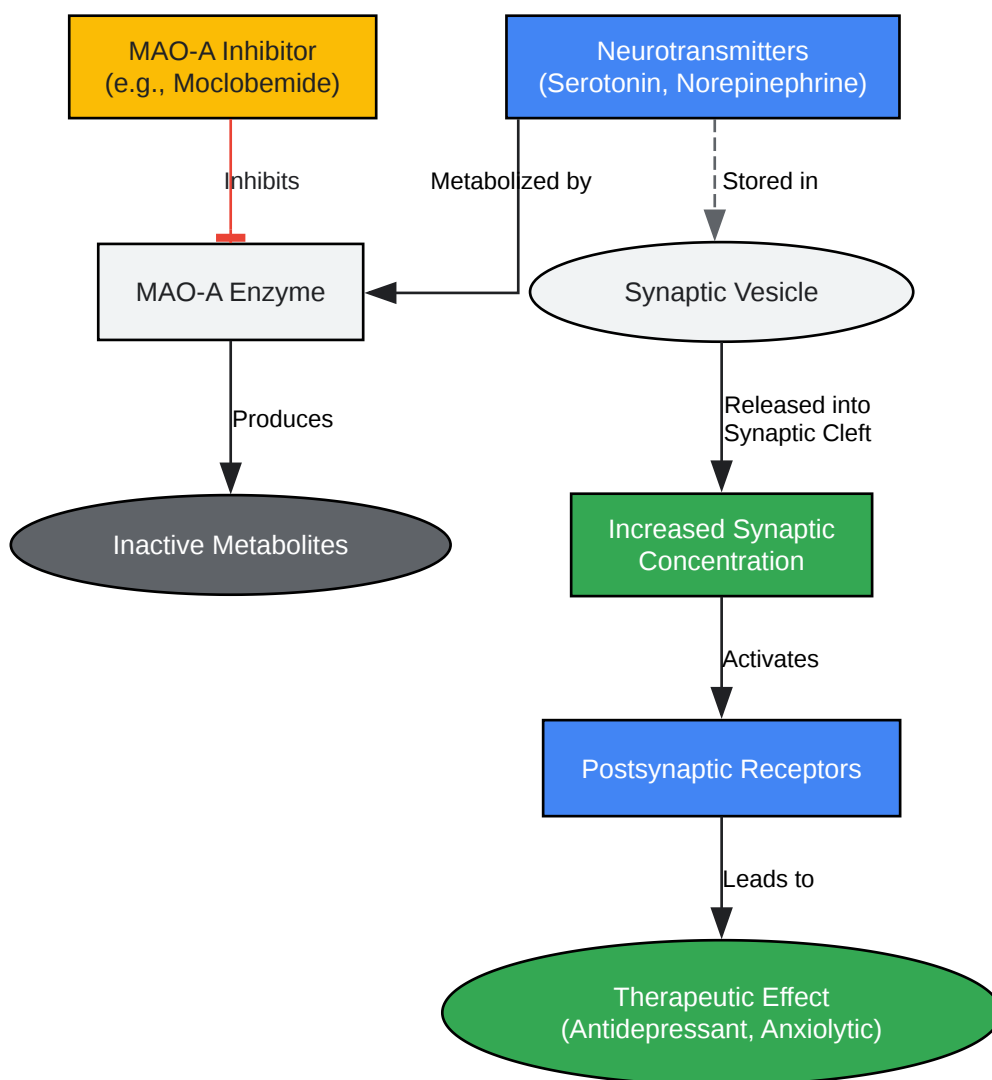 MAO-A Inhibitor
(e.g., Moclobemide)
Neurotransmitters
(Serotonin, Norepinephrine)
Inhibits
Metabolized by
Stored in
MAO-A Enzyme
Synaptic Vesicle
Produces
Released into
Synaptic Cleft
Inactive Metabolites
Increased Synaptic
Concentration
Activates
Postsynaptic Receptors
Leads to
Therapeutic Effect
(Antidepressant, Anxiolytic)